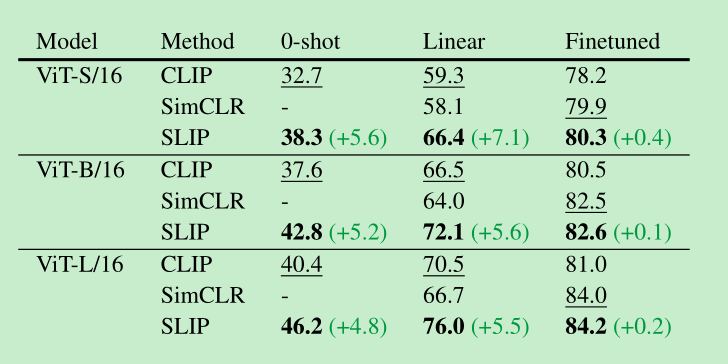 Model Method 0-shot Linear Finetuned
ViT-S/16 CLIP 32.7 59.3 78.2
SimCLR - 58.1 79.9
SLIP 38.3 (+5.6) 66.4 (+7.1) 80.3 (+0.4)
ViT-B/16 CLIP 37.6 66.5 80.5
SimCLR - 64.0 82.5
SLIP 42.8 (+5.2) 72.1 (+5.6) 82.6 (+0.1)
ViT-L/16 CLIP 40.4 70.5 81.0
SimCLR - 66.7 84.0
SLIP 46.2 (+4.8) 76.0 (+5.5) 84.2 (+0.2)